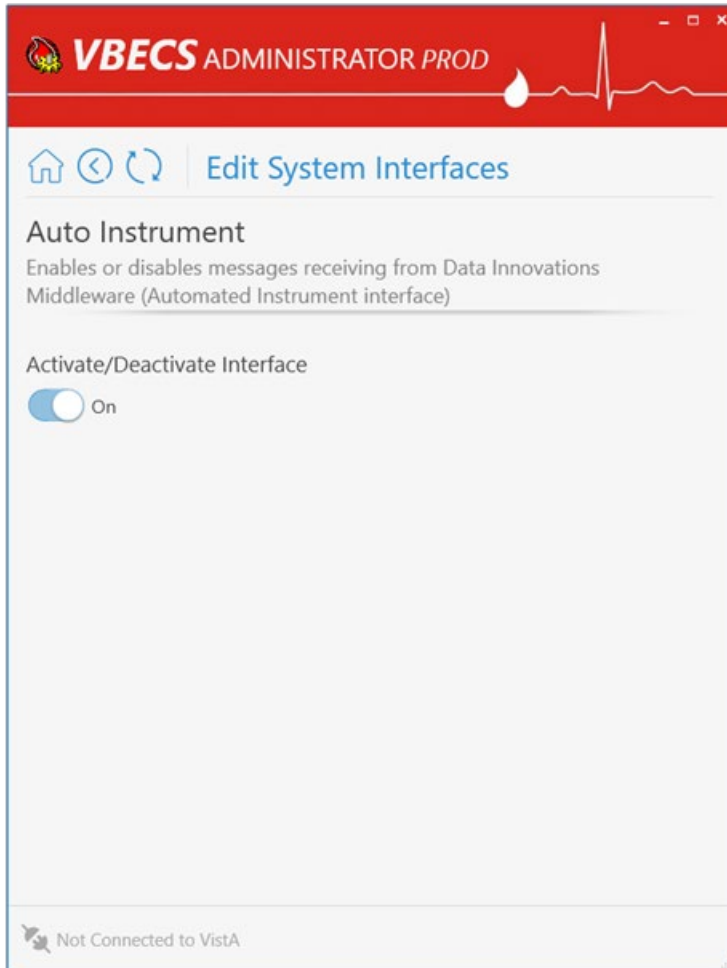 VBECS ADMINISTRATOR PROD
Edit System Interfaces
Auto Instrument
Enables or disables messages receiving from Data Innovations
Middleware (Automated Instrument interface)
Activate/Deactivate Interface
On
Not Connected to VistA